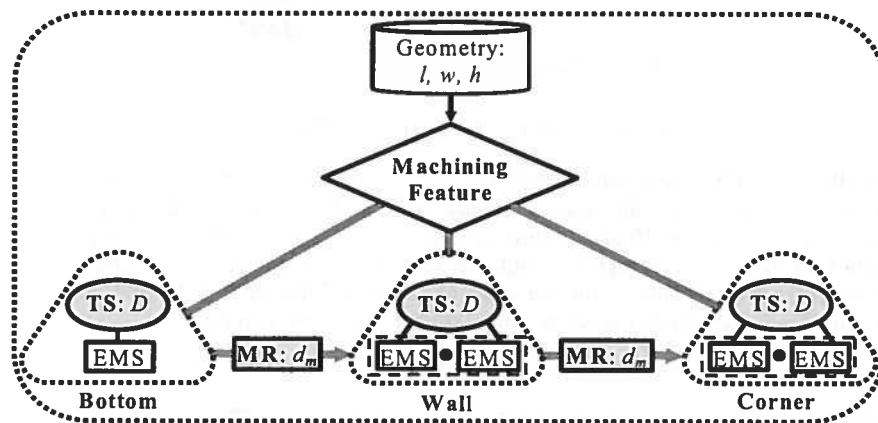 Geometry:
l, w, h
Machining
Feature
TS: D
TS: D
TS: D
EMS
MR: dm
EMS
EMS
MR: dm
EMS
EMS
Bottom
Wall
Corner